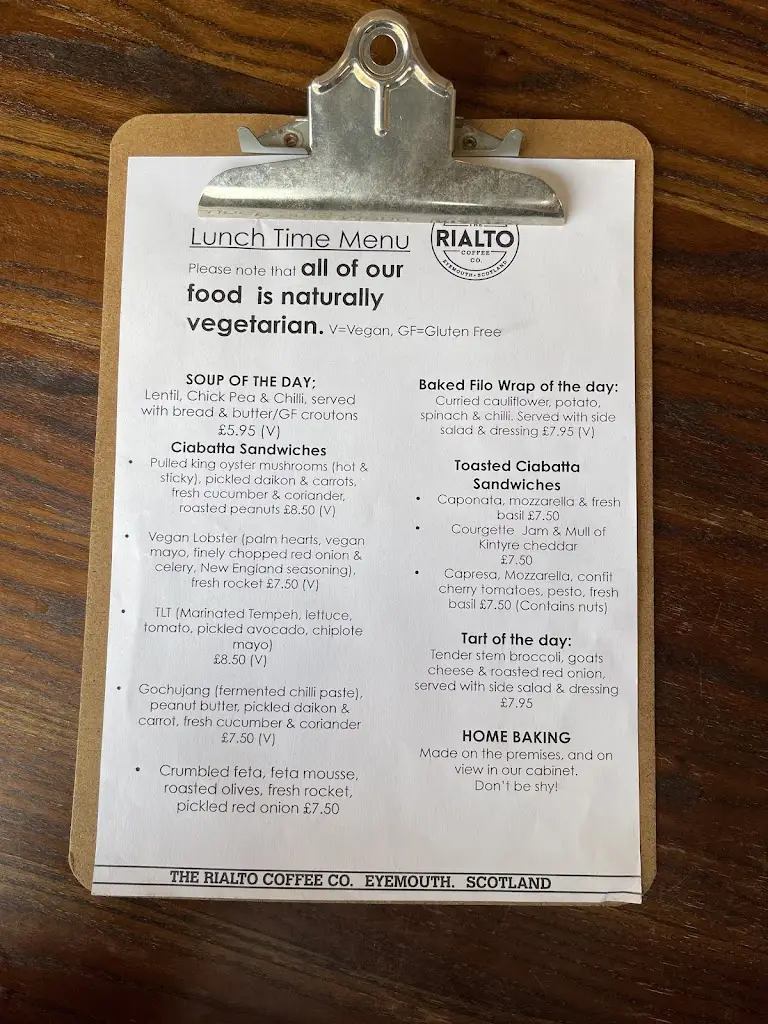 Lunch Time Menu
THE
RIALTO
COFFEE
CO.
EYEMOUTH • SCOTLAND
Please note that all of our
food is naturally
vegetarian. V=Vegan, GF=Gluten Free
SOUP OF THE DAY;
Lentil, Chick Pea & Chilli, served
with bread & butter/GF croutons
£5.95 (V)
Ciabatta Sandwiches
• Pulled king oyster mushrooms (hot &
sticky), pickled daikon & carrots,
fresh cucumber & coriander,
roasted peanuts £8.50 (V)
• Vegan Lobster (palm hearts, vegan
mayo, finely chopped red onion &
celery, New England seasoning),
fresh rocket £7.50 (V)
• TLT (Marinated Tempeh, lettuce,
tomato, pickled avocado, chiplote
mayo)
£8.50 (V)
• Gochujang (fermented chilli paste),
peanut butter, pickled daikon &
carrot, fresh cucumber & coriander
£7.50 (V)
• Crumbled feta, feta mousse,
roasted olives, fresh rocket,
pickled red onion £7.50
Baked Filo Wrap of the day:
Curried cauliflower, potato,
spinach & chilli. Served with side
salad & dressing £7.95 (V)
Toasted Ciabatta
Sandwiches
• Caponata, mozzarella & fresh
basil £7.50
• Courgette Jam & Mull of
Kintyre cheddar
£7.50
• Capresa, Mozzarella, confit
cherry tomatoes, pesto, fresh
basil £7.50 (Contains nuts)
Tart of the day:
Tender stem broccoli, goats
cheese & roasted red onion,
served with side salad & dressing
£7.95
HOME BAKING
Made on the premises, and on
view in our cabinet.
Don't be shy!
THE RIALTO COFFEE CO. EYEMOUTH. SCOTLAND